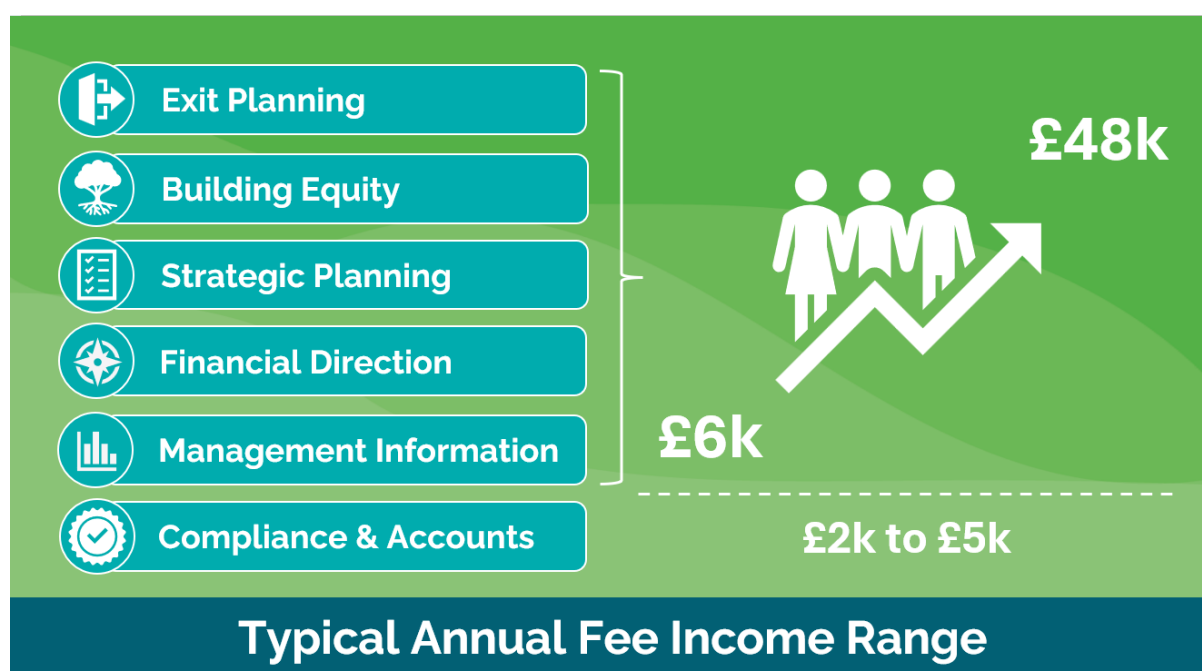 Exit Planning
Building Equity
Strategic Planning
Financial Direction
Management Information
Compliance & Accounts
£48k
£6k
£2k to £5k
Typical Annual Fee Income Range